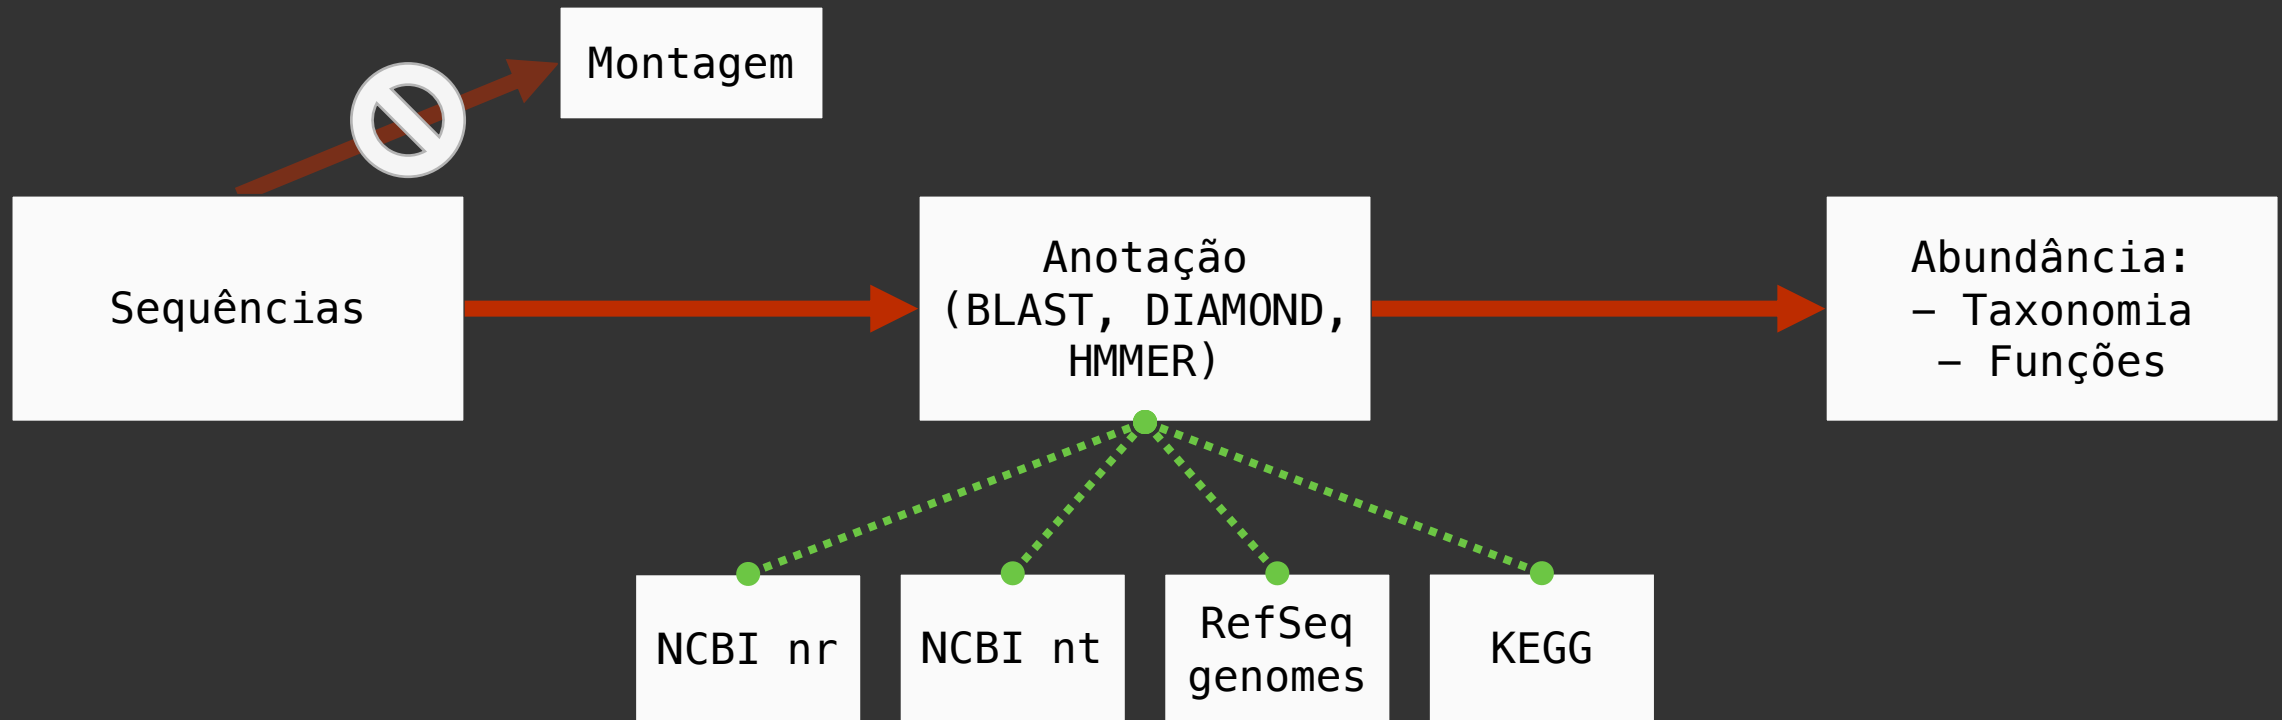 Montagem
Sequências
Anotação
(BLAST, DIAMOND,
HMMER)
Abundância:
– Taxonomia
– Funções
NCBI nr
NCBI nt
RefSeq
genomes
KEGG